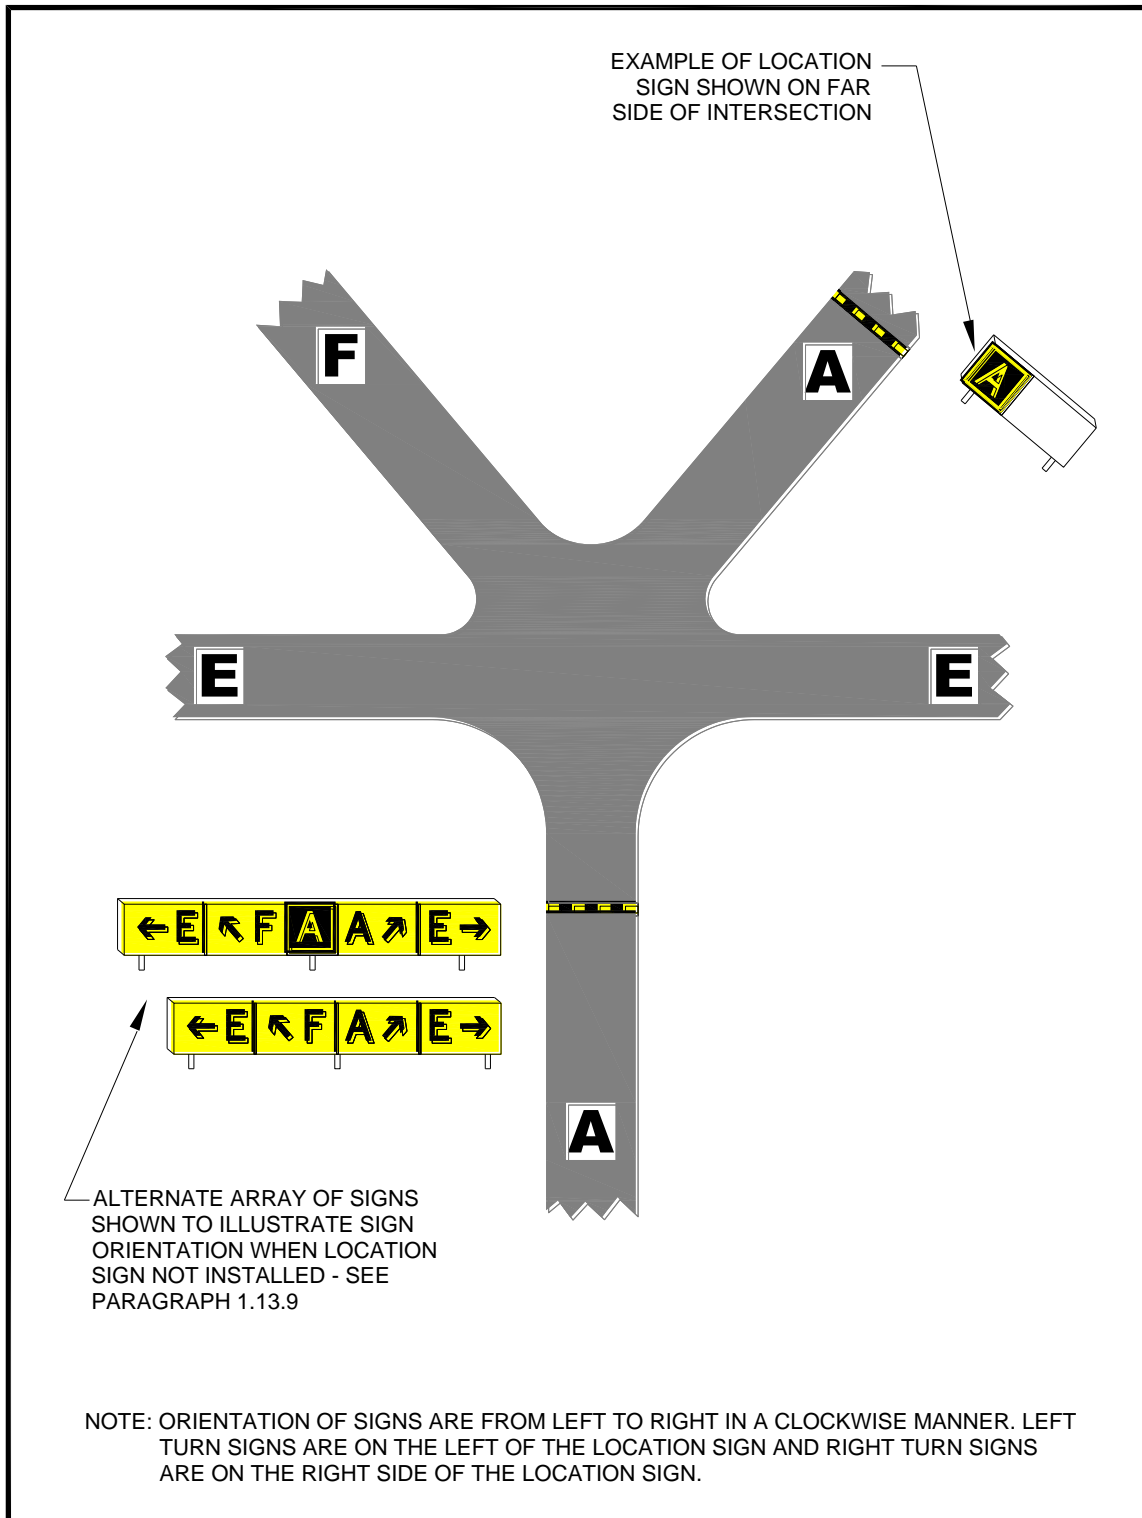 EXAMPLE OF LOCATION
SIGN SHOWN ON FAR
SIDE OF INTERSECTION
F
A
A
E
E
←E ↖F A A↗ E→
←E ↖F A↗ E→
A
ALTERNATE ARRAY OF SIGNS
SHOWN TO ILLUSTRATE SIGN
ORIENTATION WHEN LOCATION
SIGN NOT INSTALLED - SEE
PARAGRAPH 1.13.9
NOTE: ORIENTATION OF SIGNS ARE FROM LEFT TO RIGHT IN A CLOCKWISE MANNER. LEFT
TURN SIGNS ARE ON THE LEFT OF THE LOCATION SIGN AND RIGHT TURN SIGNS
ARE ON THE RIGHT SIDE OF THE LOCATION SIGN.